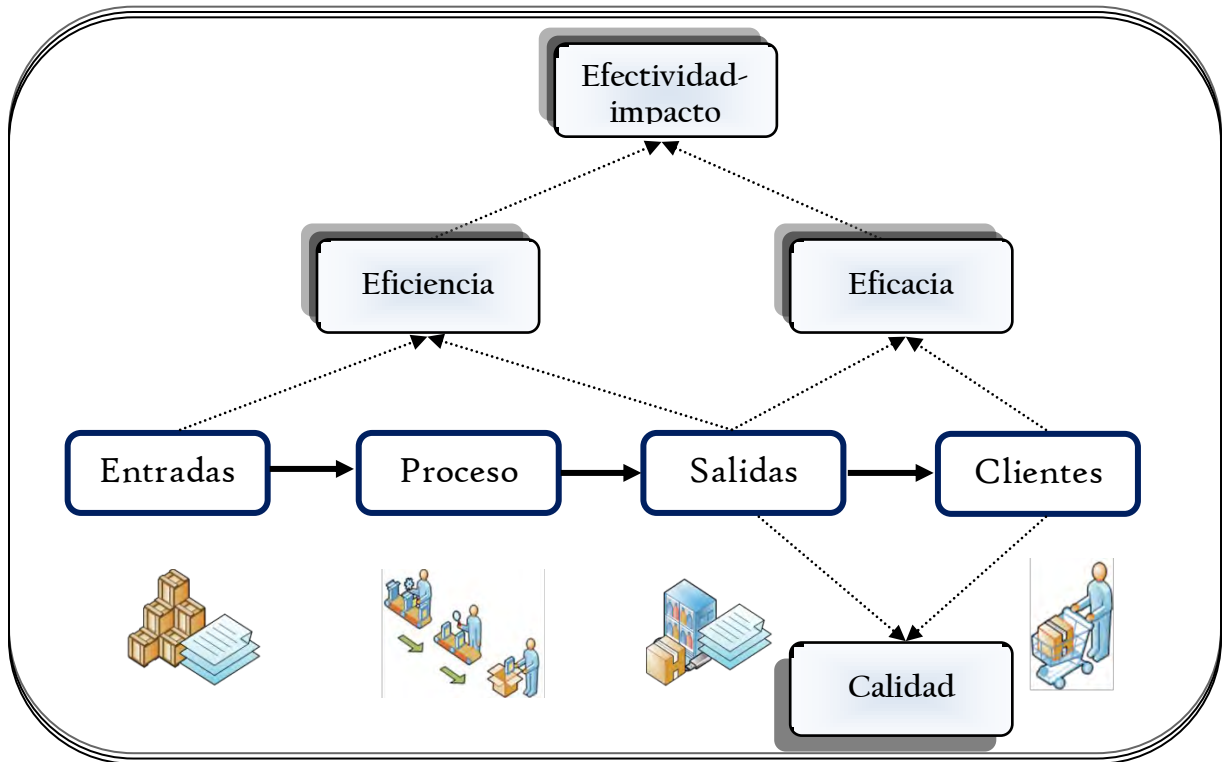 Efectividad-
impacto
Eficiencia
Eficacia
Entradas
Proceso
Salidas
Clientes
Calidad